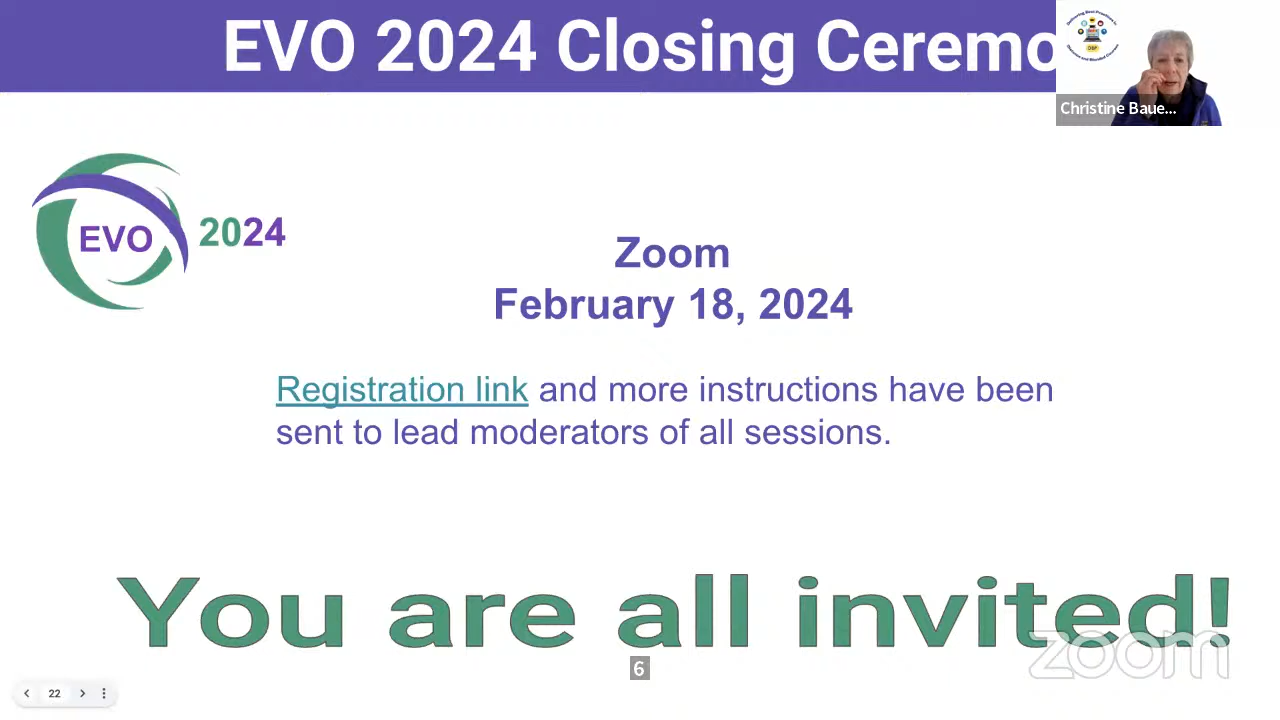 EVO 2024 Closing Ceremo
Christine Baue...
EVO 2024
Zoom
February 18, 2024
Registration link and more instructions have been
sent to lead moderators of all sessions.
You are all invited!
zoom
6
22